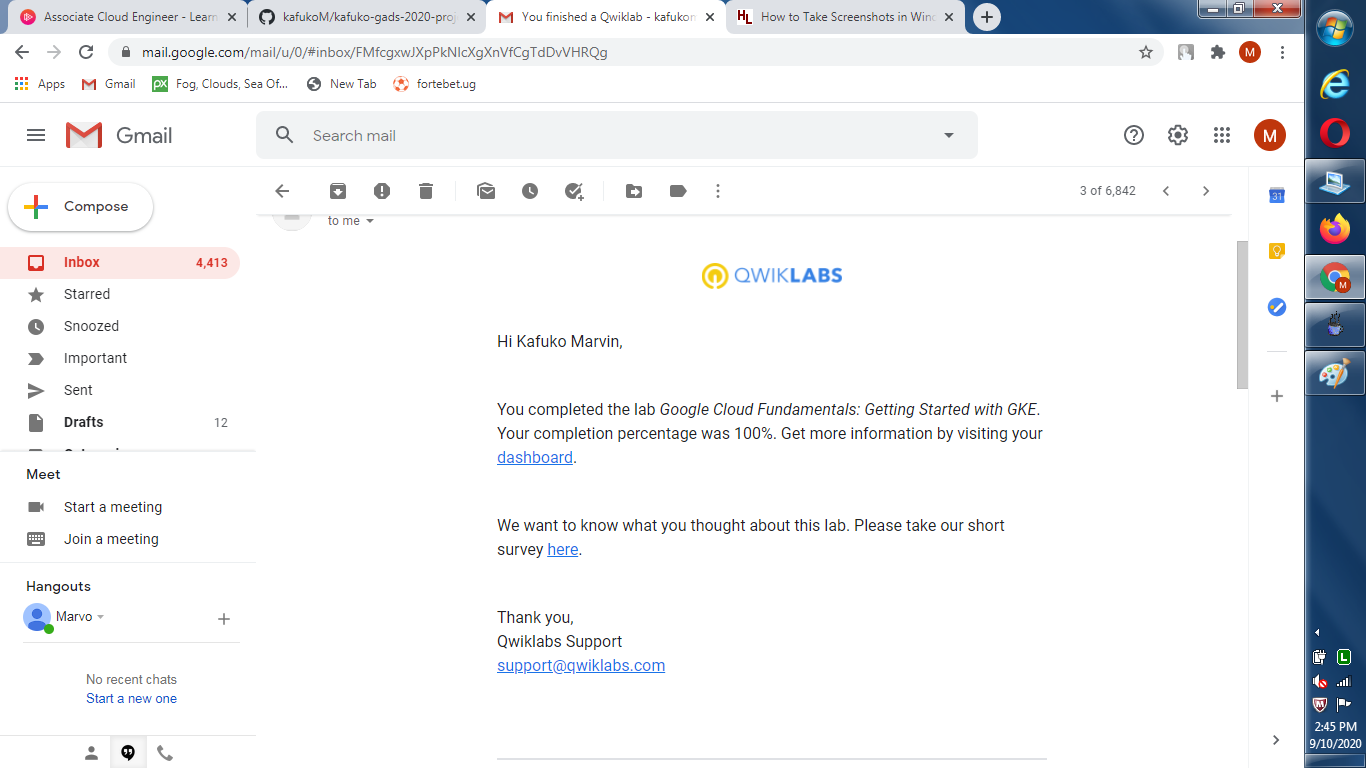 Associate Cloud Engineer - Learn
kafukoM/kafuko-gads-2020-proj
You finished a Qwiklab - kafukom
How to Take Screenshots in Wind
mail.google.com/mail/u/0/#inbox/FMfcgxwJXpPkNlcXgXnVfCgTdDvVHRQg
M
Apps
Gmail
Fog, Clouds, Sea Of...
New Tab
fortebet.ug
Gmail
Search mail
M
Compose
3 of 6,842
31
to me
Inbox 4,413
Starred
Snoozed
Important
Sent
Drafts 12
QWIKLABS
Hi Kafuko Marvin,
You completed the lab Google Cloud Fundamentals: Getting Started with GKE.
Your completion percentage was 100%. Get more information by visiting your
dashboard.
We want to know what you thought about this lab. Please take our short
survey here.
Thank you,
Qwiklabs Support
support@qwiklabs.com
Meet
Start a meeting
Join a meeting
Hangouts
Marvo
No recent chats
Start a new one
2:45 PM
9/10/2020